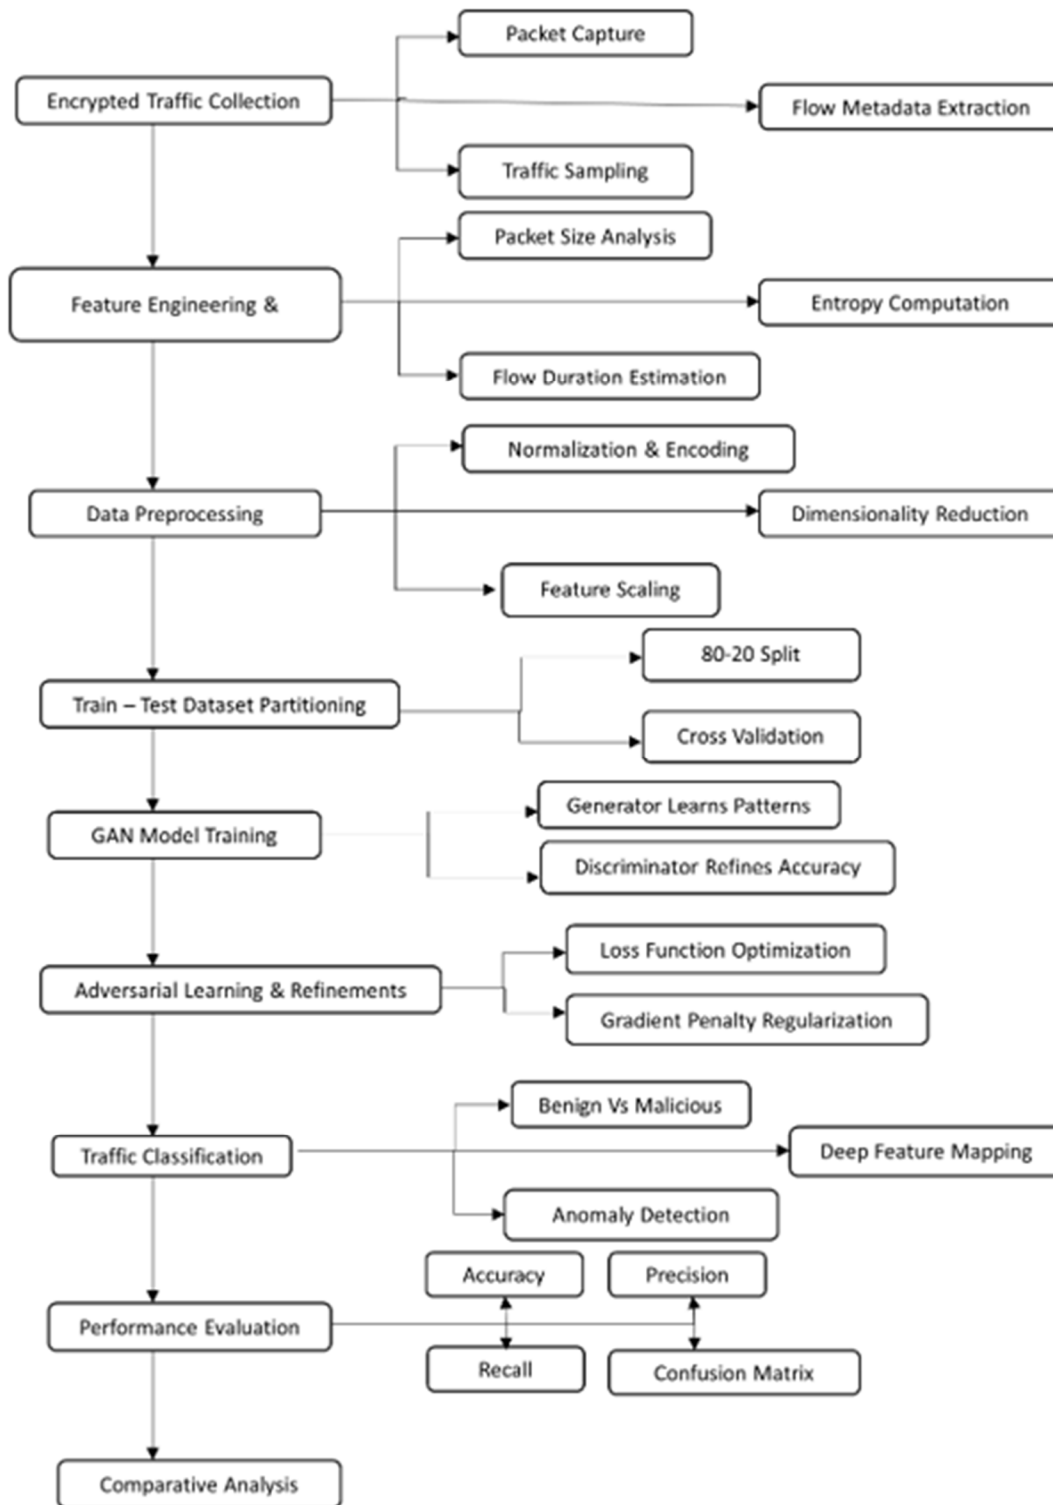 Packet Capture
Encrypted Traffic Collection
Flow Metadata Extraction
Traffic Sampling
Packet Size Analysis
Feature Engineering &
Entropy Computation
Flow Duration Estimation
Normalization & Encoding
Data Preprocessing
Dimensionality Reduction
Feature Scaling
80-20 Split
Train – Test Dataset Partitioning
Cross Validation
Generator Learns Patterns
GAN Model Training
Discriminator Refines Accuracy
Loss Function Optimization
Adversarial Learning & Refinements
Gradient Penalty Regularization
Benign Vs Malicious
Traffic Classification
Deep Feature Mapping
Anomaly Detection
Accuracy
Precision
Performance Evaluation
Recall
Confusion Matrix
Comparative Analysis